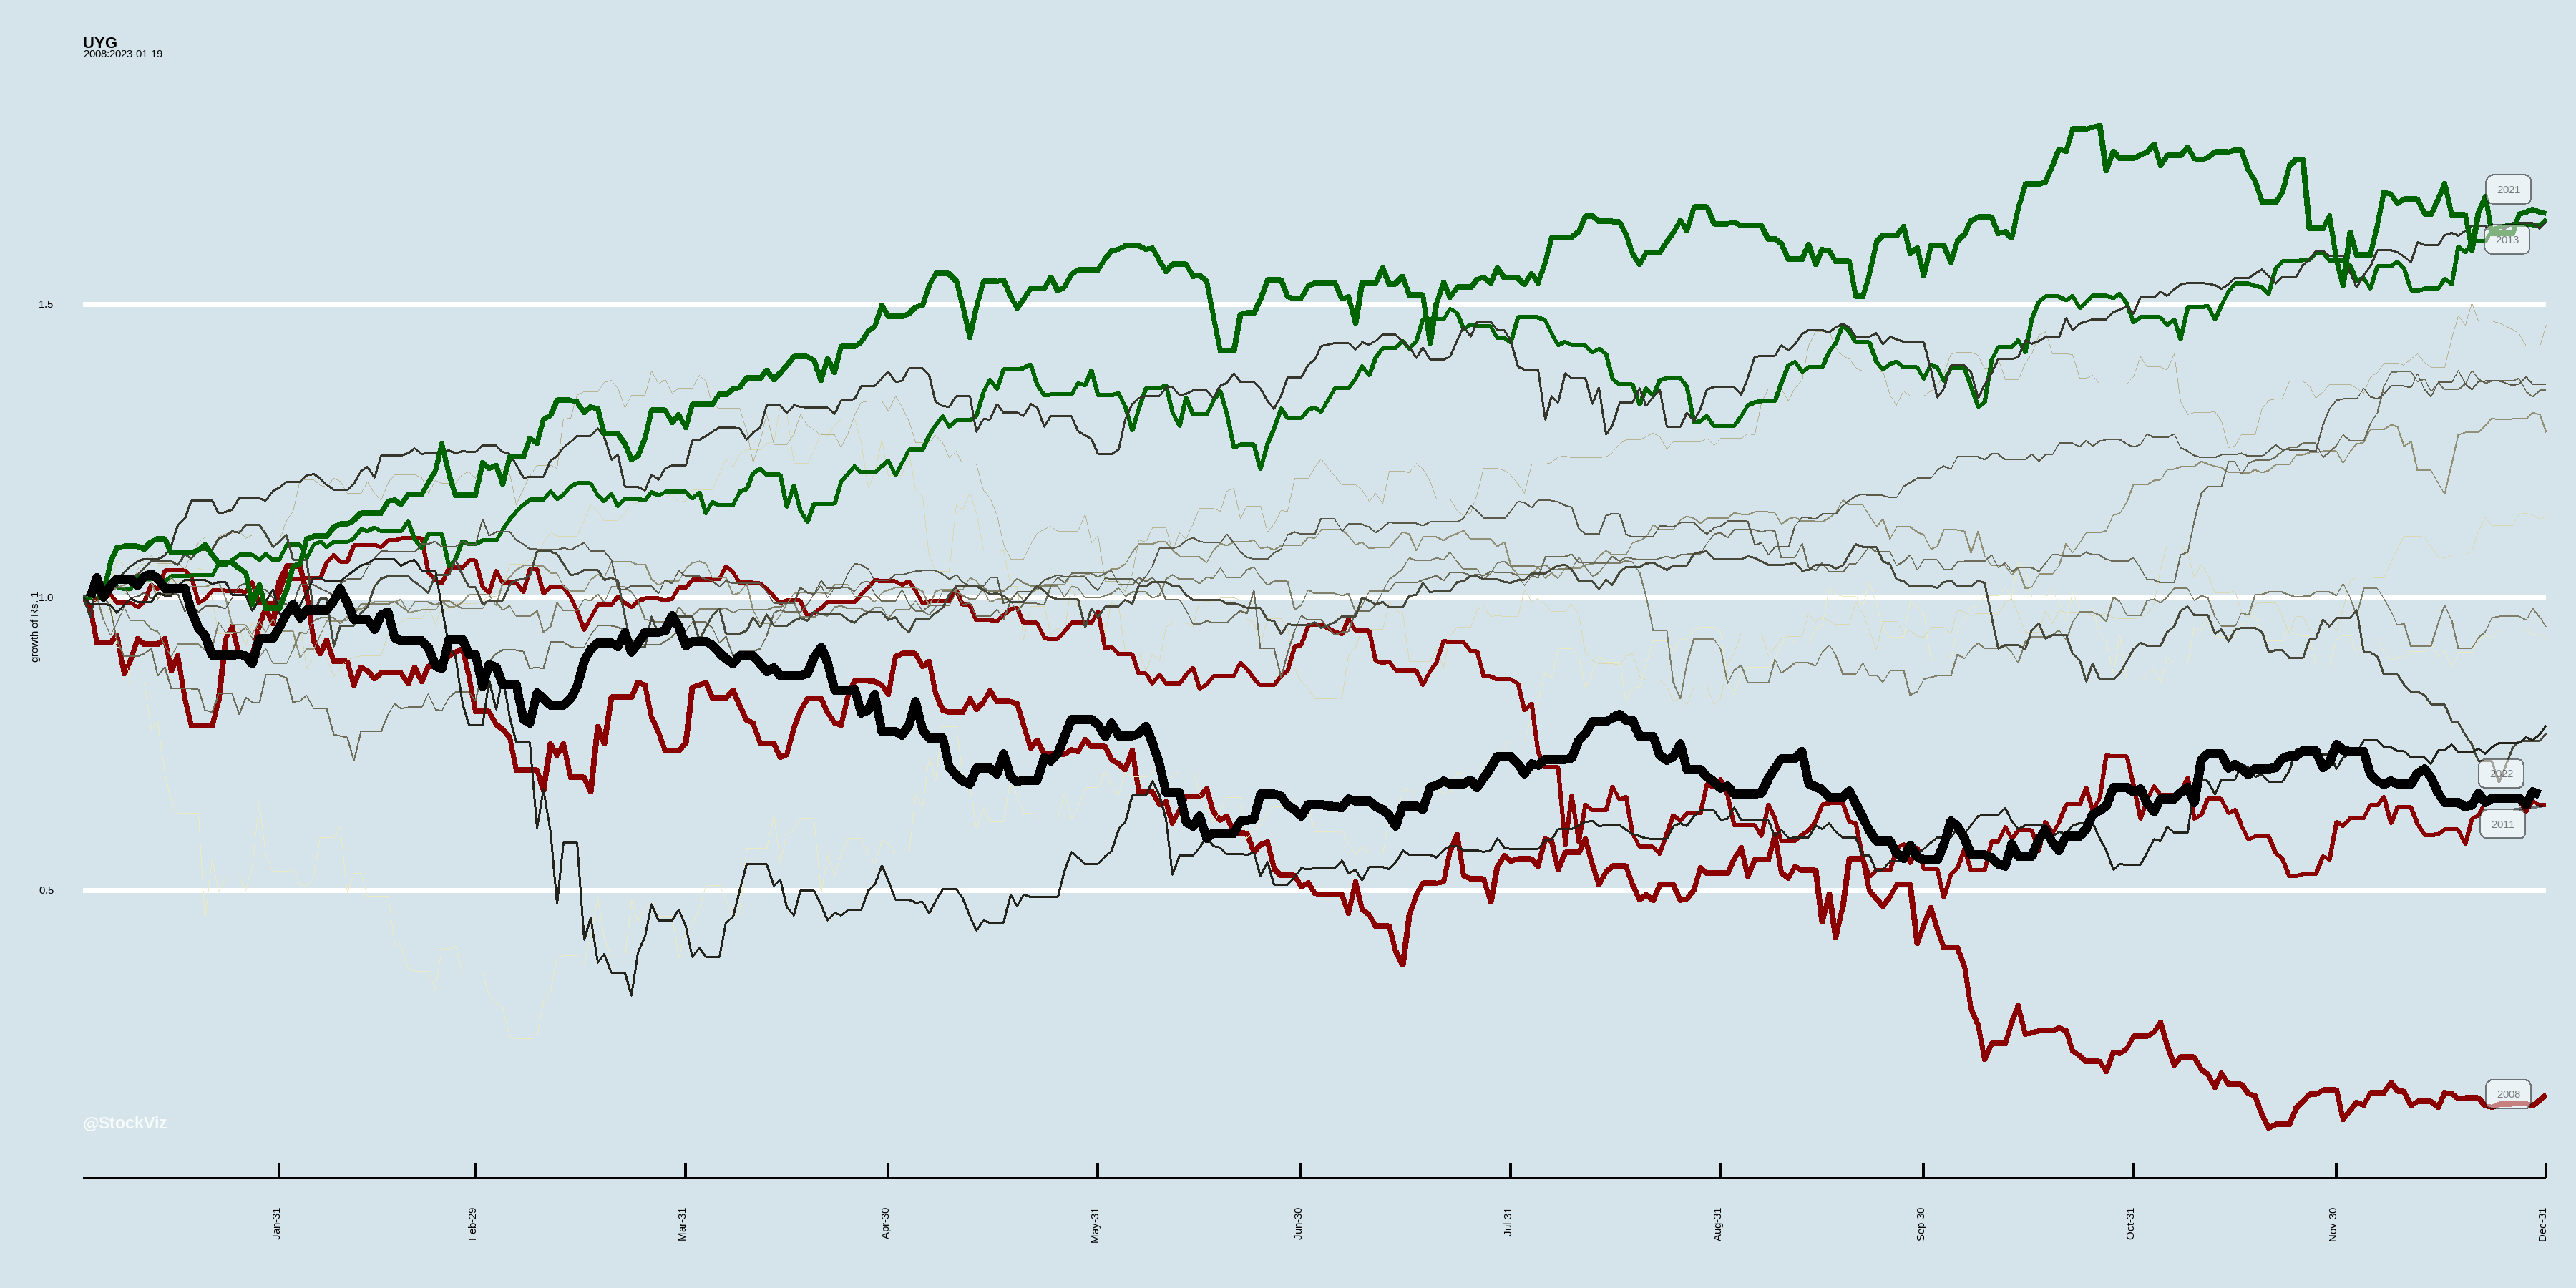 UYG
2008:2023-01-19
2021
2013
1.5
1.0
growth of Rs. 1
2022
2011
0.5
2008
@StockViz
Jan-31
Feb-29
Mar-31
Apr-30
May-31
Jun-30
Jul-31
Aug-31
Sep-30
Oct-31
Nov-30
Dec-31